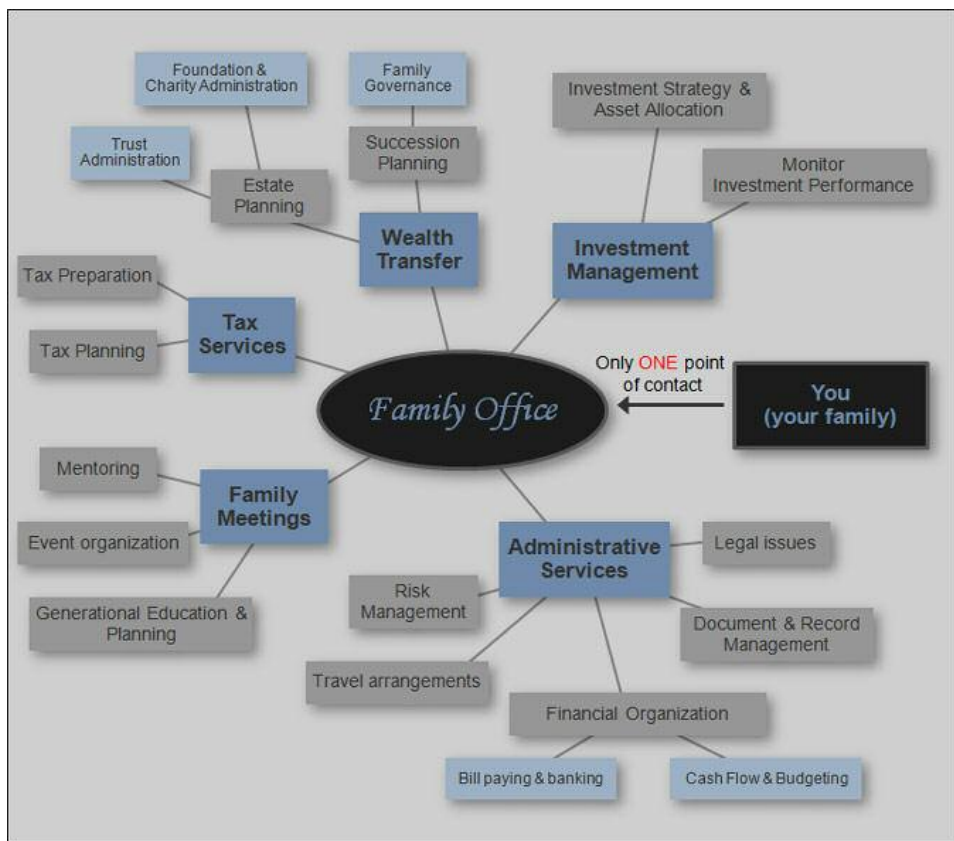 Foundation &
Charity Administration
Family
Governance
Investment Strategy &
Asset Allocation
Trust
Administration
Succession
Planning
Monitor
Investment Performance
Estate
Planning
Wealth
Transfer
Investment
Management
Tax Preparation
Tax
Services
Tax Planning
Only ONE point
of contact
You
(your family)
Family Office
Mentoring
Family
Meetings
Event organization
Generational Education &
Planning
Administrative
Services
Legal issues
Risk
Management
Document & Record
Management
Travel arrangements
Financial Organization
Bill paying & banking
Cash Flow & Budgeting